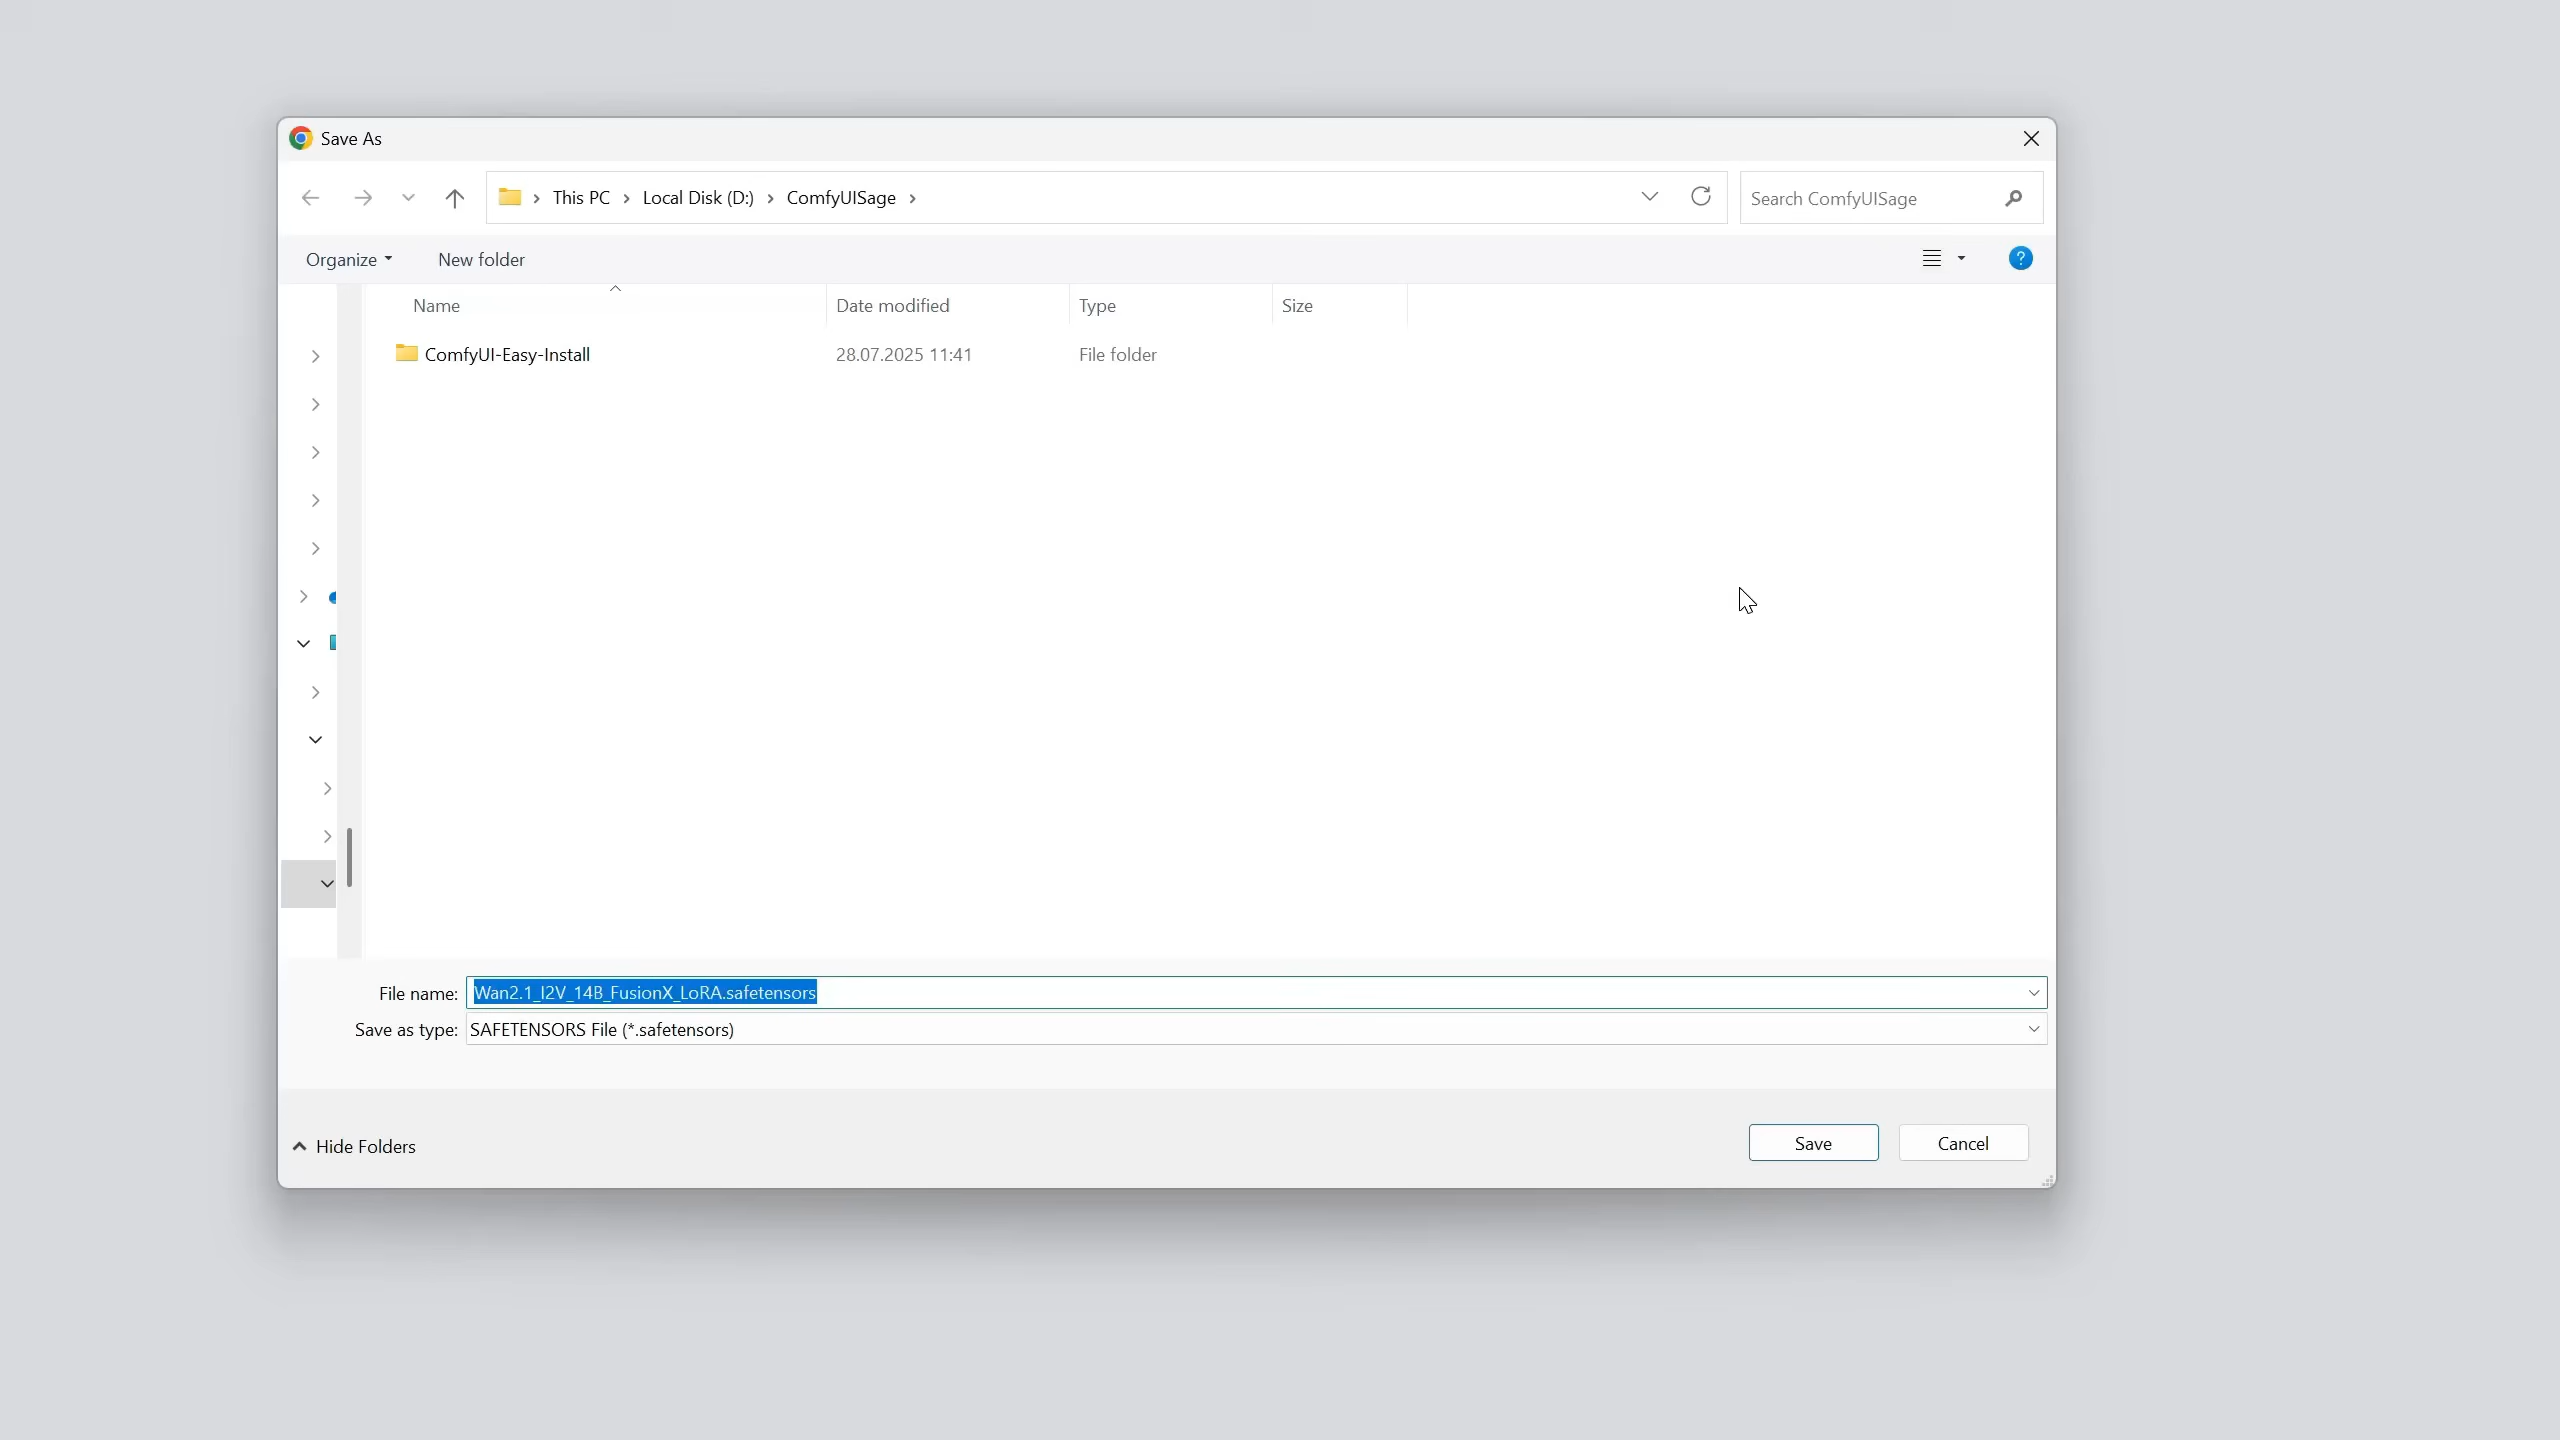 Save As
This PC > Local Disk (D:) > ComfyUISage >
Search ComfyUISage
Organize
New folder
Name
Date modified
Type
Size
ComfyUI-Easy-Install
28.07.2025 11:41
File folder
File name:
Wan2.1_I2V_14B_FusionX_LoRA.safetensors
Save as type:
SAFETENSORS File (*.safetensors)
Hide Folders
Save
Cancel